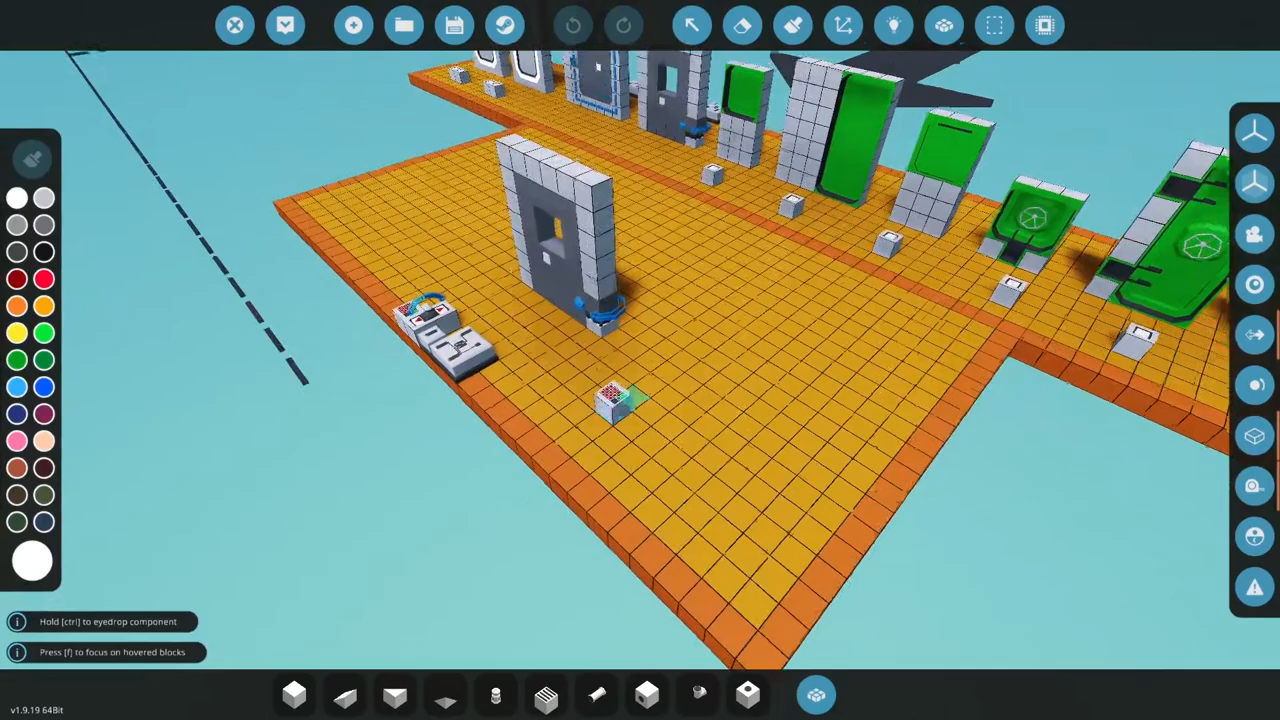 Hold [ctrl] to eyedrop component
Press [f] to focus on hovered blocks
v1.9.19 64Bit